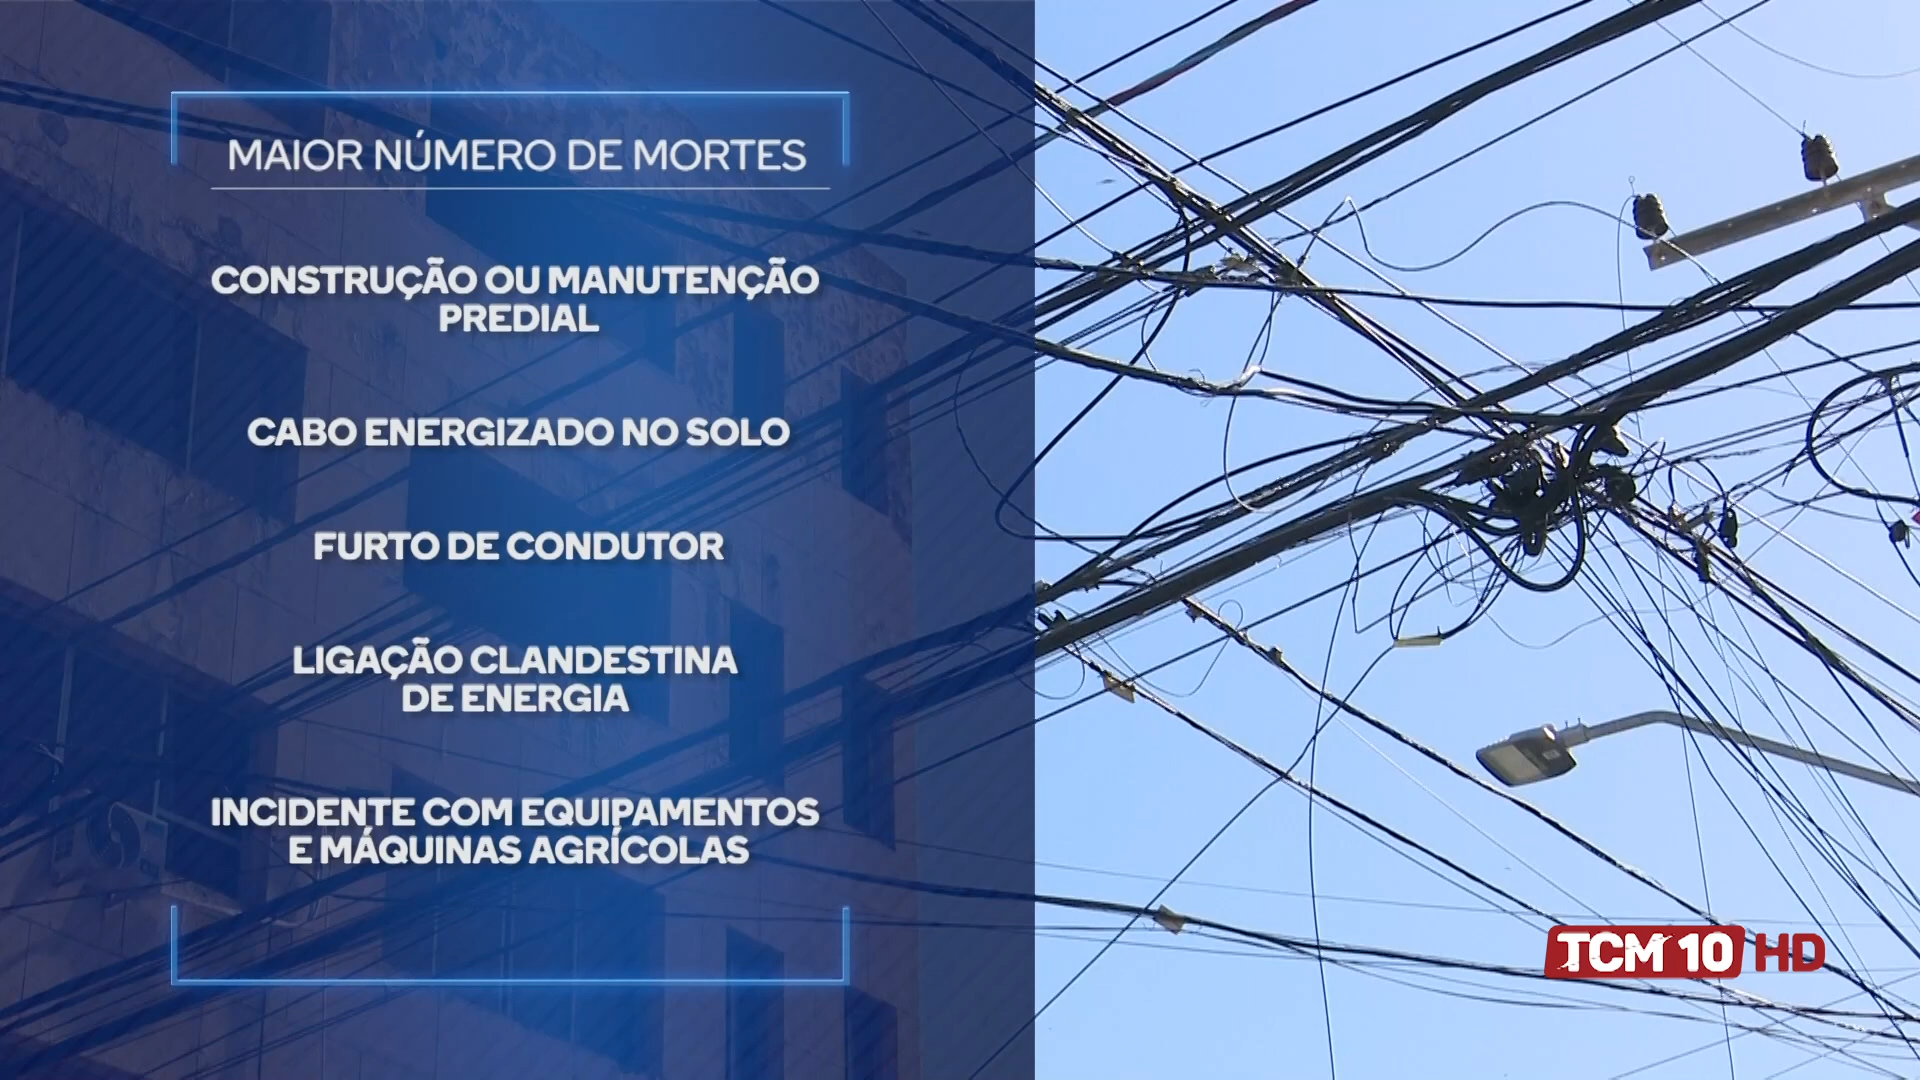 MAIOR NÚMERO DE MORTES
CONSTRUÇÃO OU MANUTENÇÃO
PREDIAL
CABO ENERGIZADO NO SOLO
FURTO DE CONDUTOR
LIGAÇÃO CLANDESTINA
DE ENERGIA
INCIDENTE COM EQUIPAMENTOS
E MÁQUINAS AGRÍCOLAS
TCM 10 HD